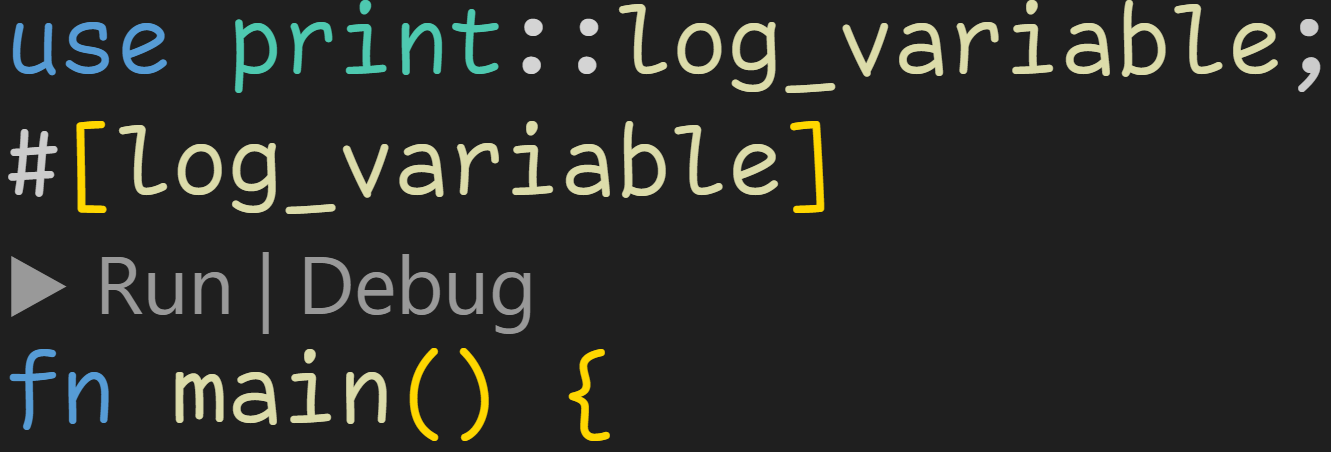 use print::log_variable;
#[log_variable]
▶ Run | Debug
fn main() {